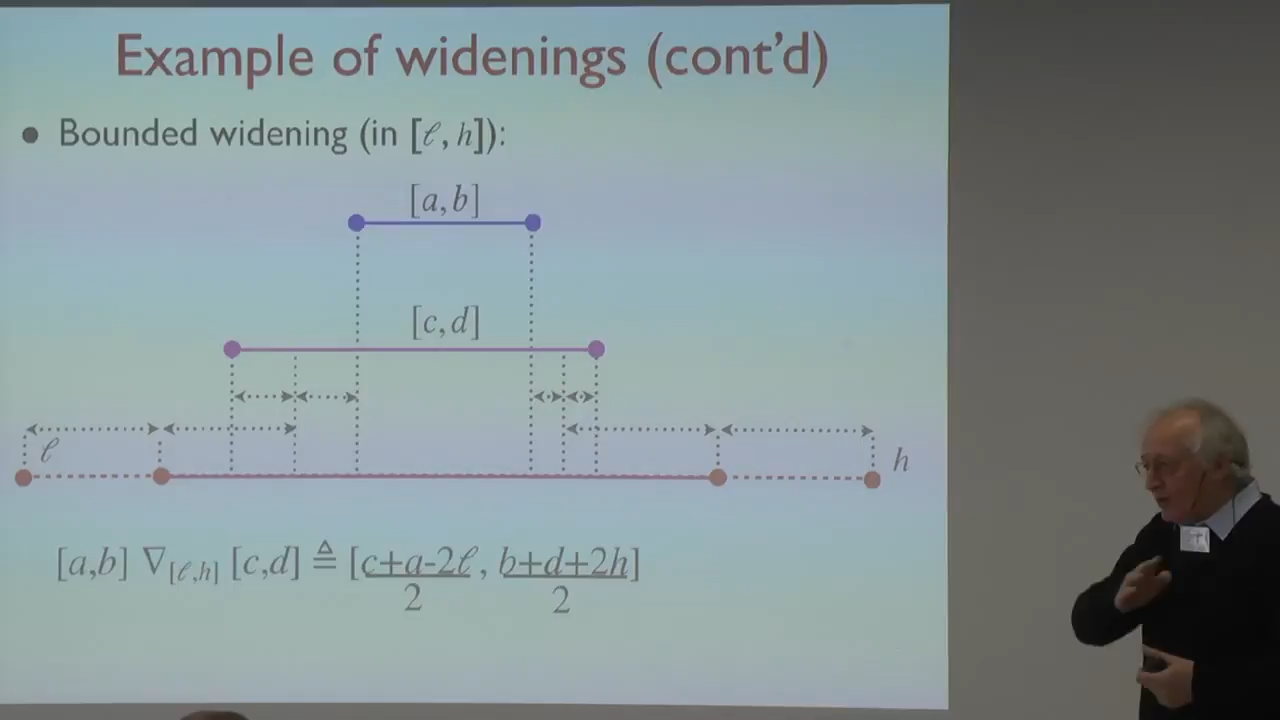 Example of widenings (cont'd)
• Bounded widening (in [ℓ, h]):
[a, b]
[c, d]
ℓ
h
[a,b] ∇[ℓ,h] [c,d] ≜ [c+a-2ℓ, b+d+2h]
2 2